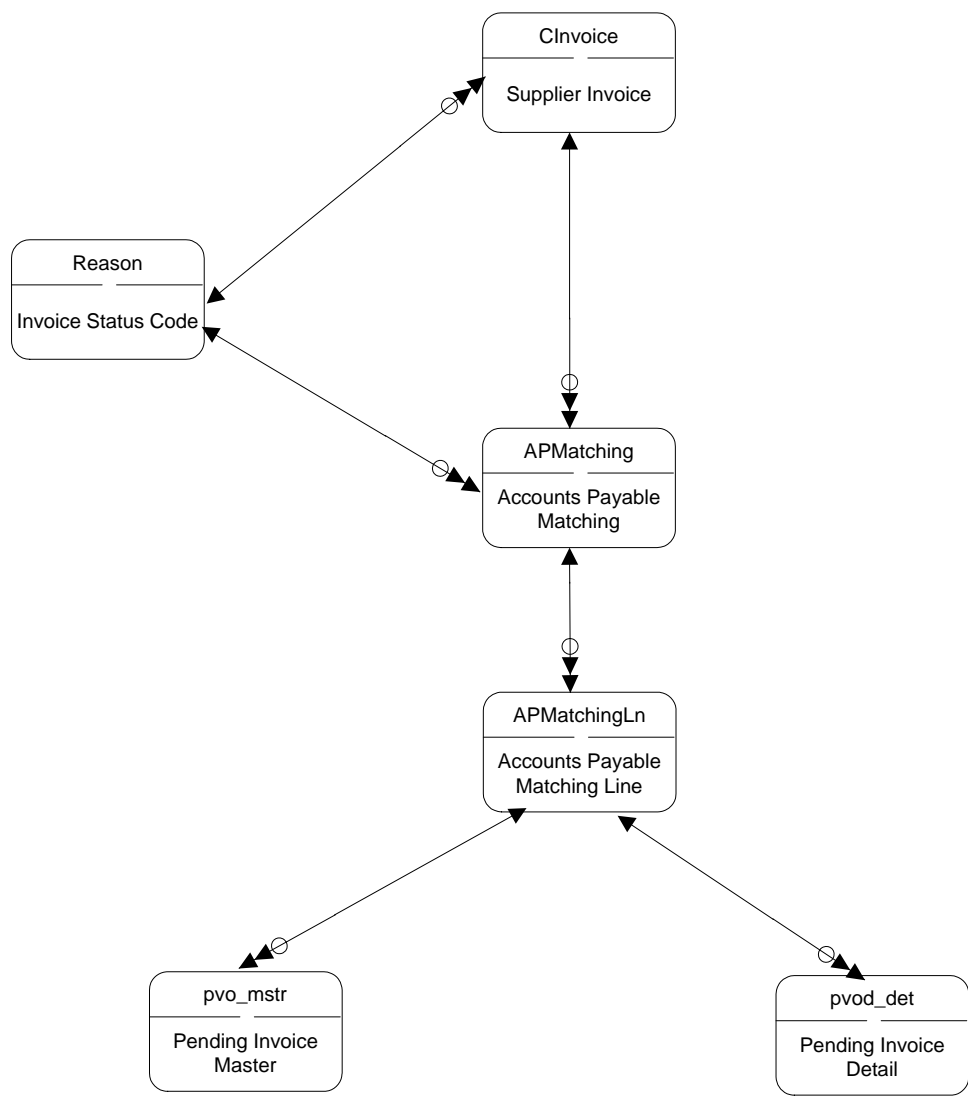 CInvoice
Supplier Invoice
Reason
Invoice Status Code
APMatching
Accounts Payable
Matching
APMatchingLn
Accounts Payable
Matching Line
pvo_mstr
Pending Invoice
Master
pvod_det
Pending Invoice
Detail